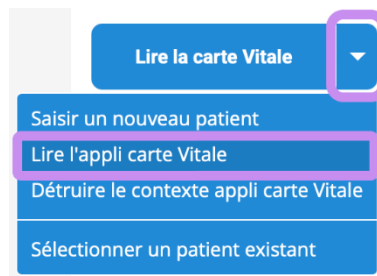 Lire la carte Vitale
Saisir un nouveau patient
Lire l'appli carte Vitale
Détruire le contexte appli carte Vitale
Sélectionner un patient existant